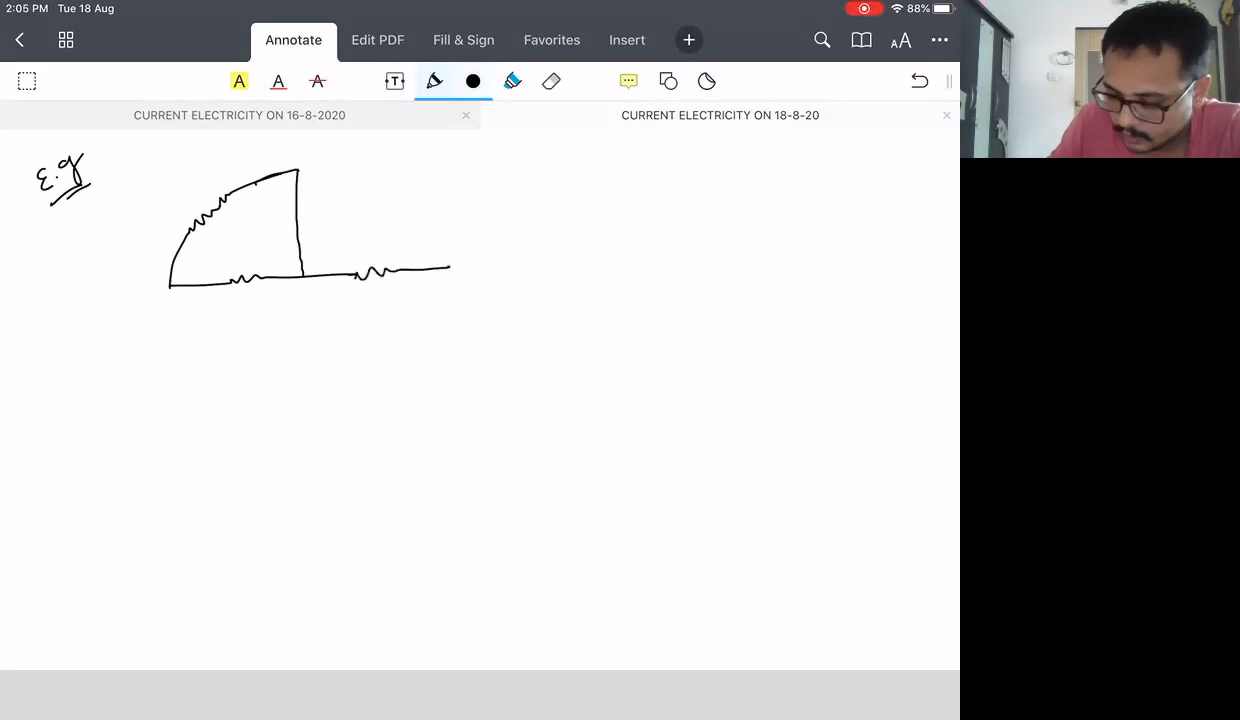 2:05 PM Tue 18 Aug 88%
Annotate Edit PDF Fill & Sign Favorites Insert
A A A T
CURRENT ELECTRICITY ON 16-8-2020 CURRENT ELECTRICITY ON 18-8-20
E.g